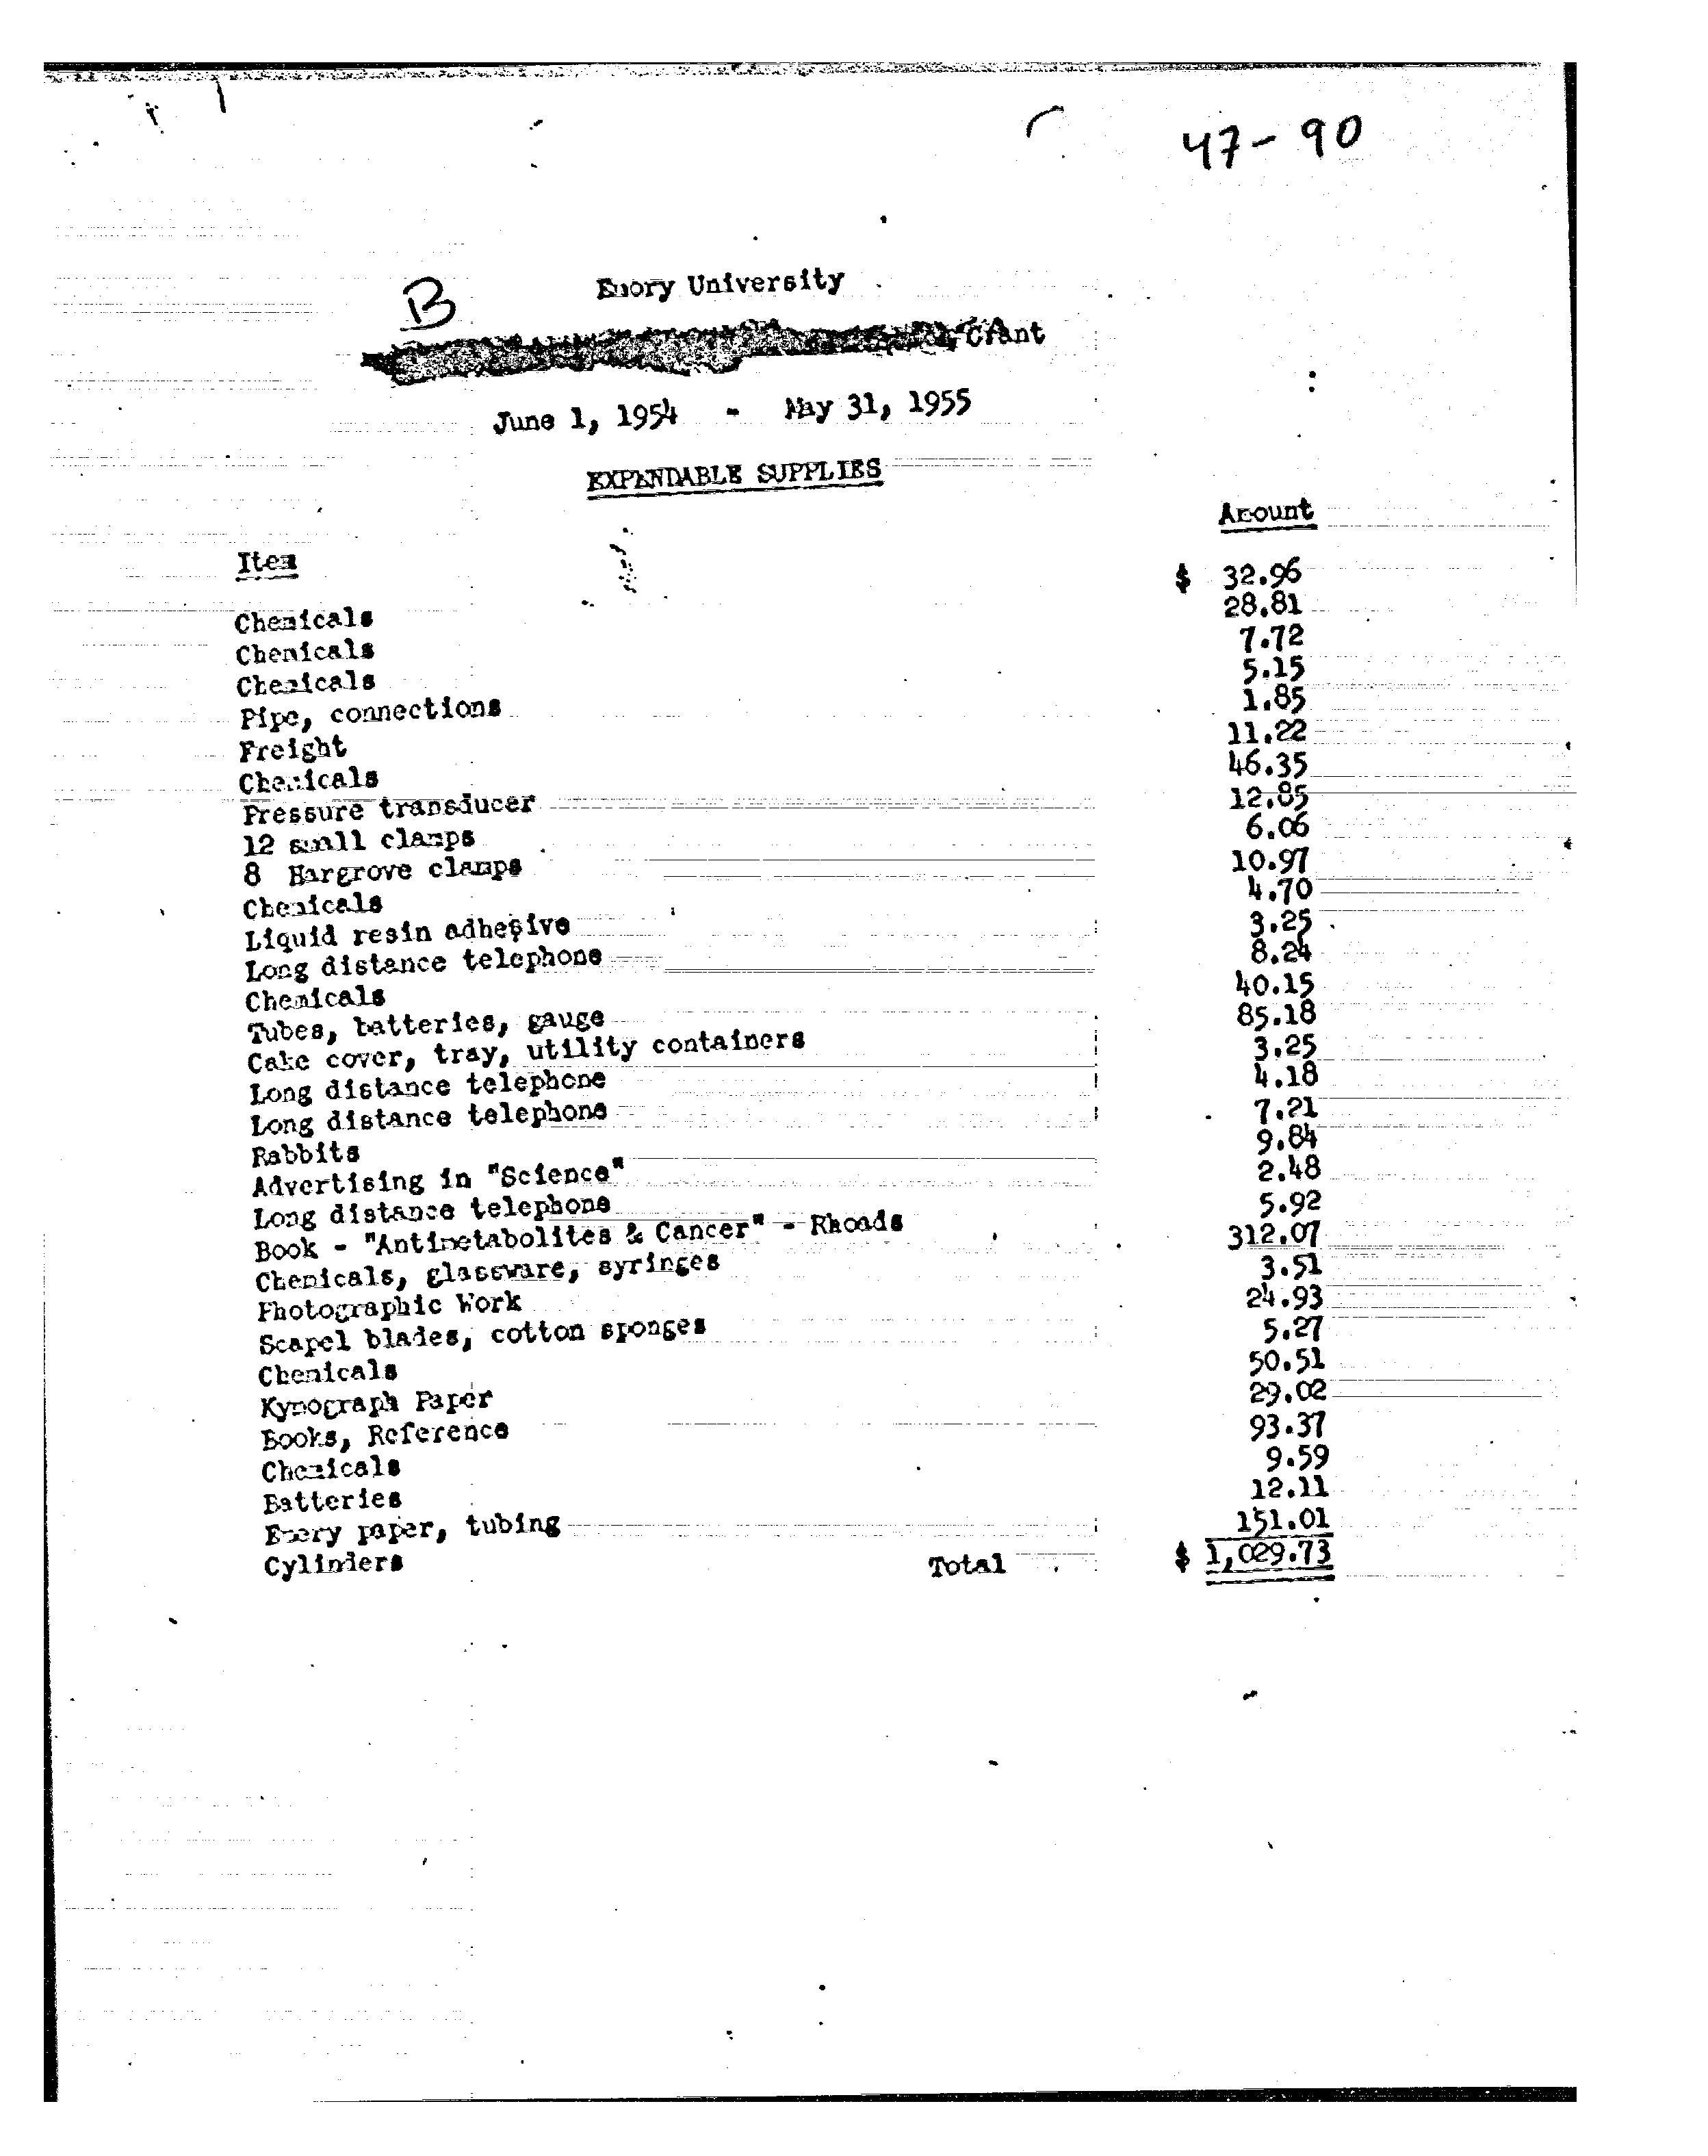 47-90
B
Emory University
Grant
June 1, 1954 - May 31, 1955
EXPENDABLE SUPPLIES
Item Amount
Chemicals $ 32.96
Chemicals 28.81
Chemicals 7.72
Pipe, connections 5.15
Freight 1.85
Chemicals 11.22
Pressure transducer 46.35
12 small clamps 12.85
8 Hargrove clamps 6.06
Chemicals 10.97
Liquid resin adhesive 4.70
Long distance telephone 3.25
Chemicals 8.24
Tubes, batteries, gauge 40.15
Cake cover, tray, utility containers 85.18
Long distance telephone 3.25
Long distance telephone 4.18
Rabbits 7.21
Advertising in "Science" 9.84
Long distance telephone 2.48
Book - "Antimetabolites & Cancer" - Rhoads 5.92
Chemicals, glassware, syringes 312.07
Photographic Work 3.51
Scapel blades, cotton sponges 24.93
Chemicals 5.27
Kymograph Paper 50.51
Books, Reference 29.02
Chemicals 93.37
Batteries 9.59
Emery paper, tubing 12.11
Cylinders 151.01
Total $ 1,029.73